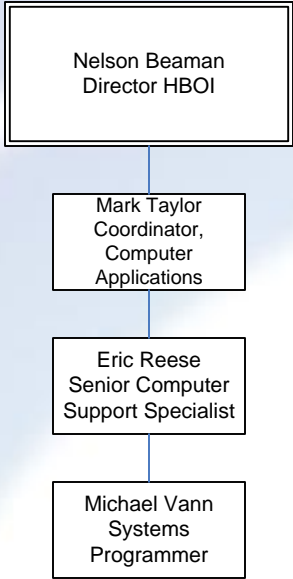 Nelson Beaman
Director HBOI
Mark Taylor
Coordinator,
Computer
Applications
Eric Reese
Senior Computer
Support Specialist
Michael Vann
Systems
Programmer